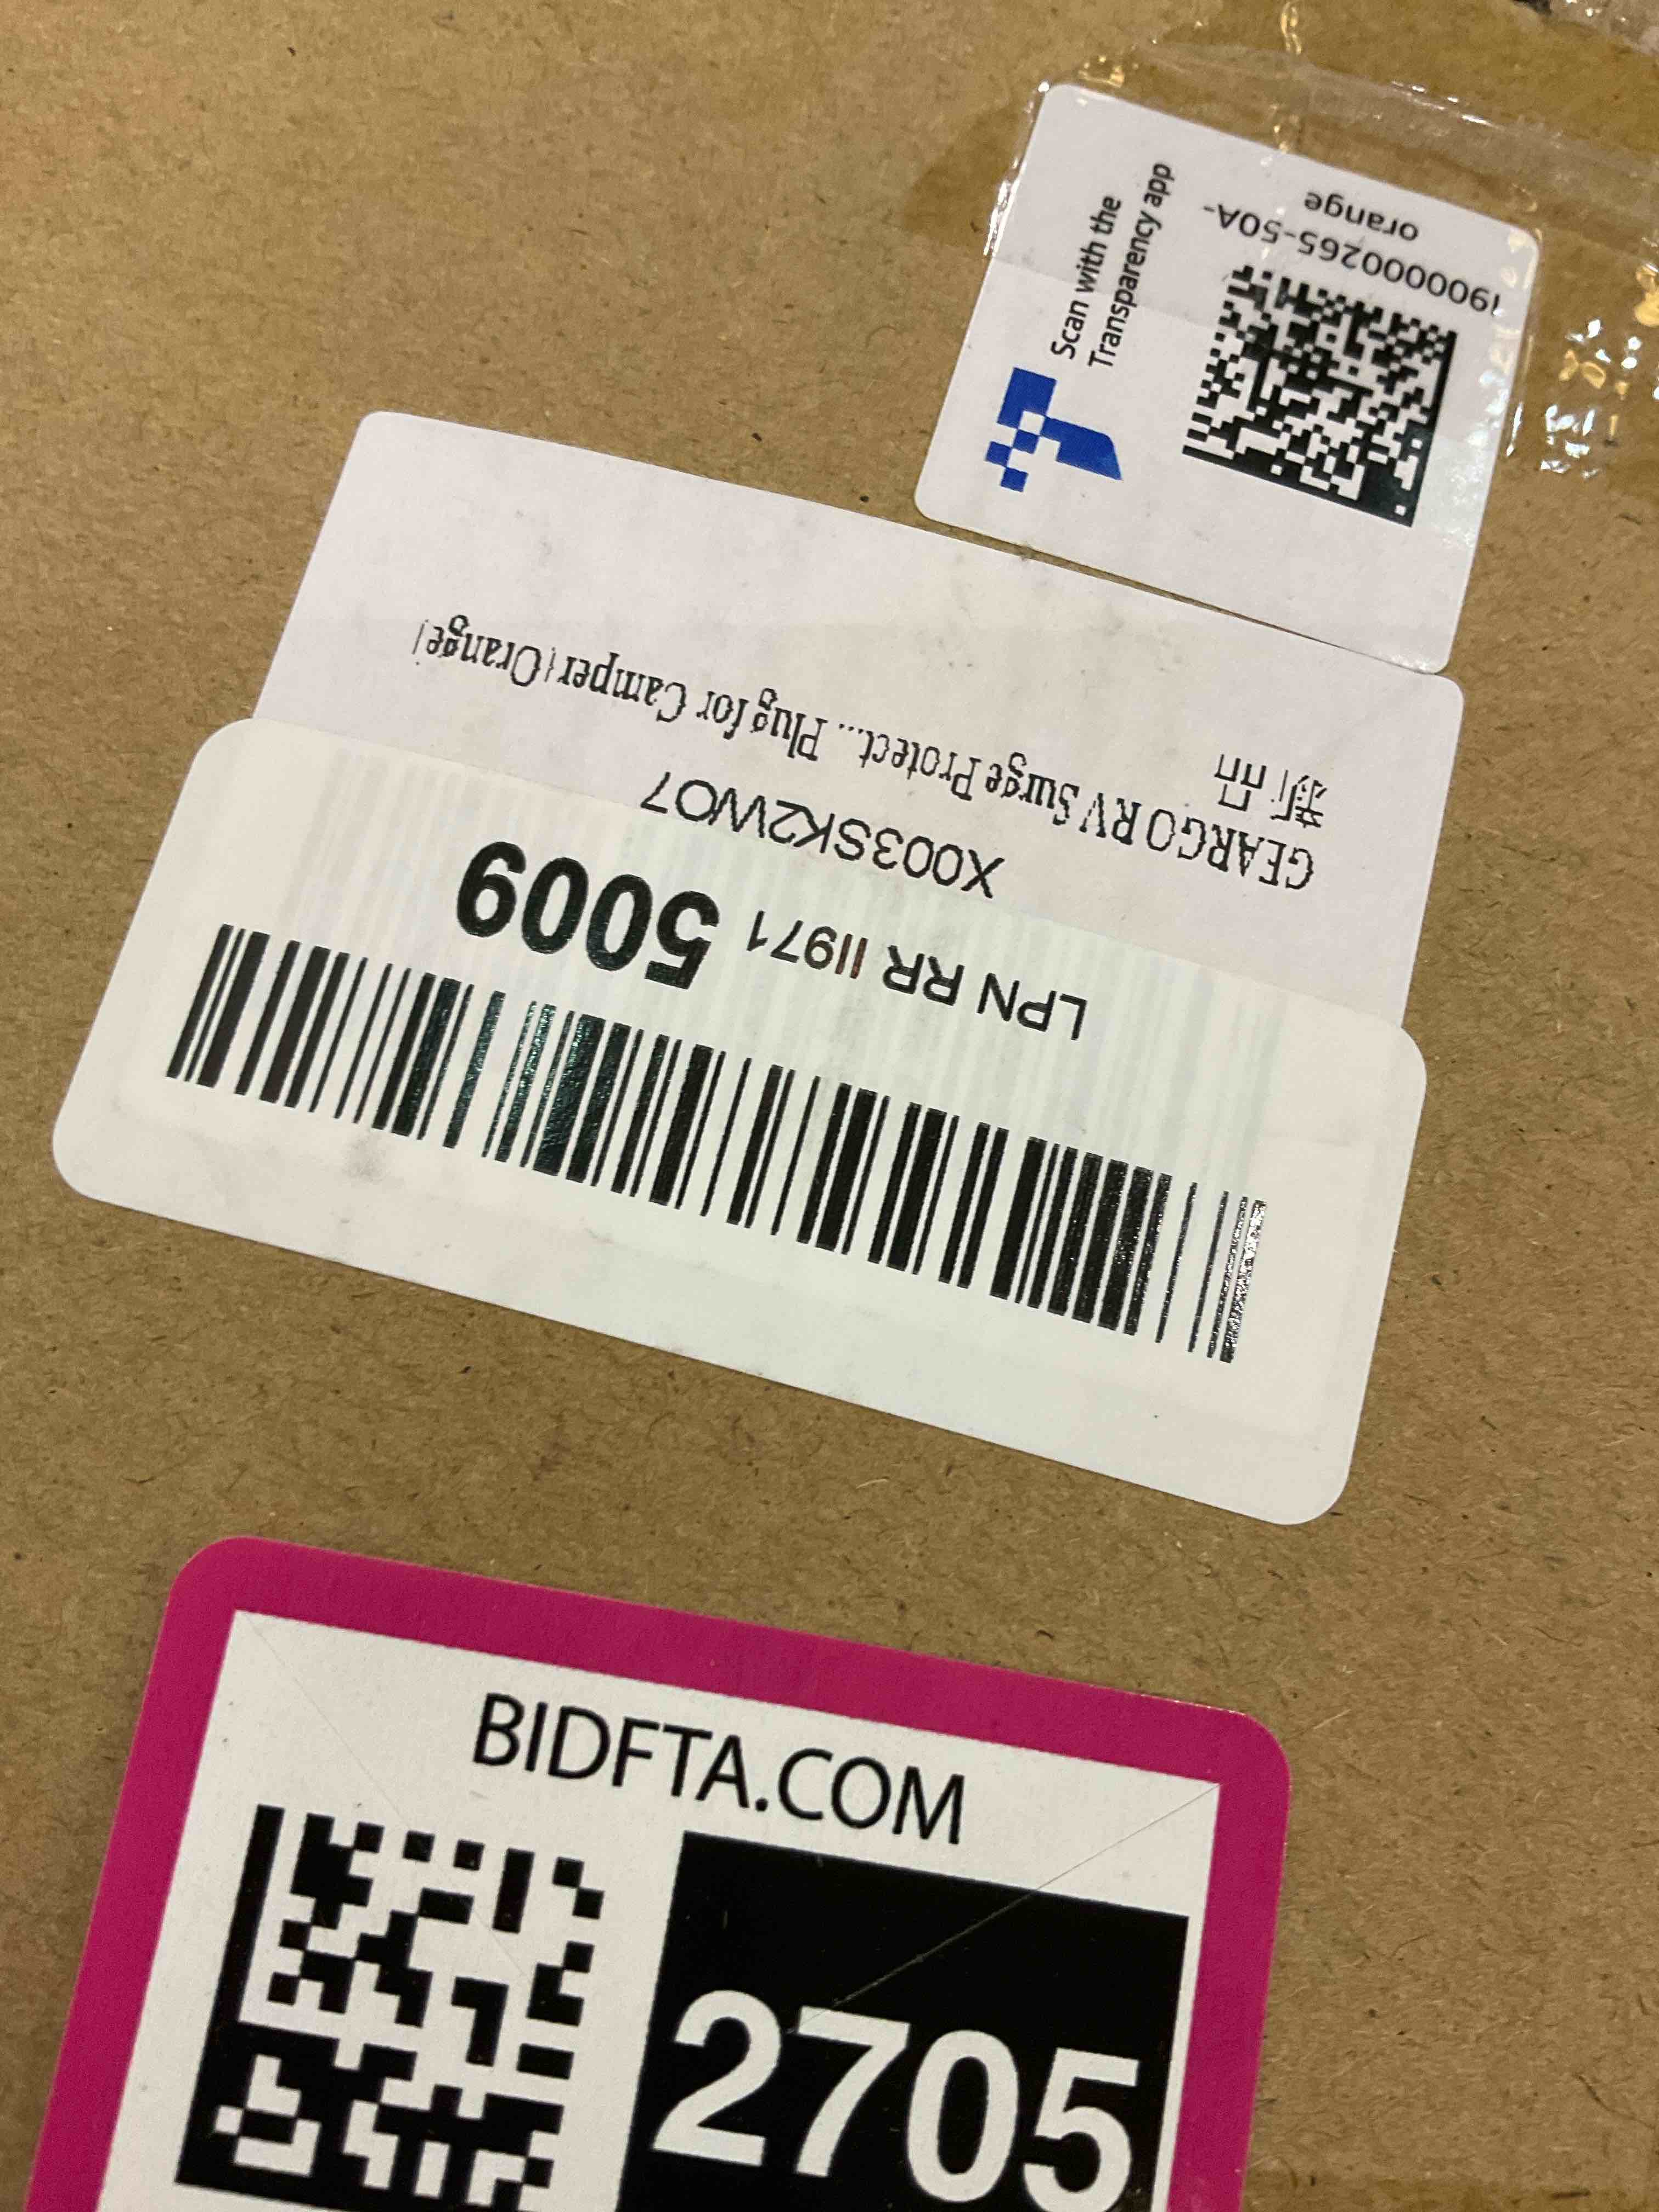 Scan with the
Transparency app
1900000265-50A-
orange
LPN RR 11971 5009
X003SK2WO7
GEARGO RV Surge Protect... Plug for Camper(Orange)
新品
BIDFTA.COM
2705